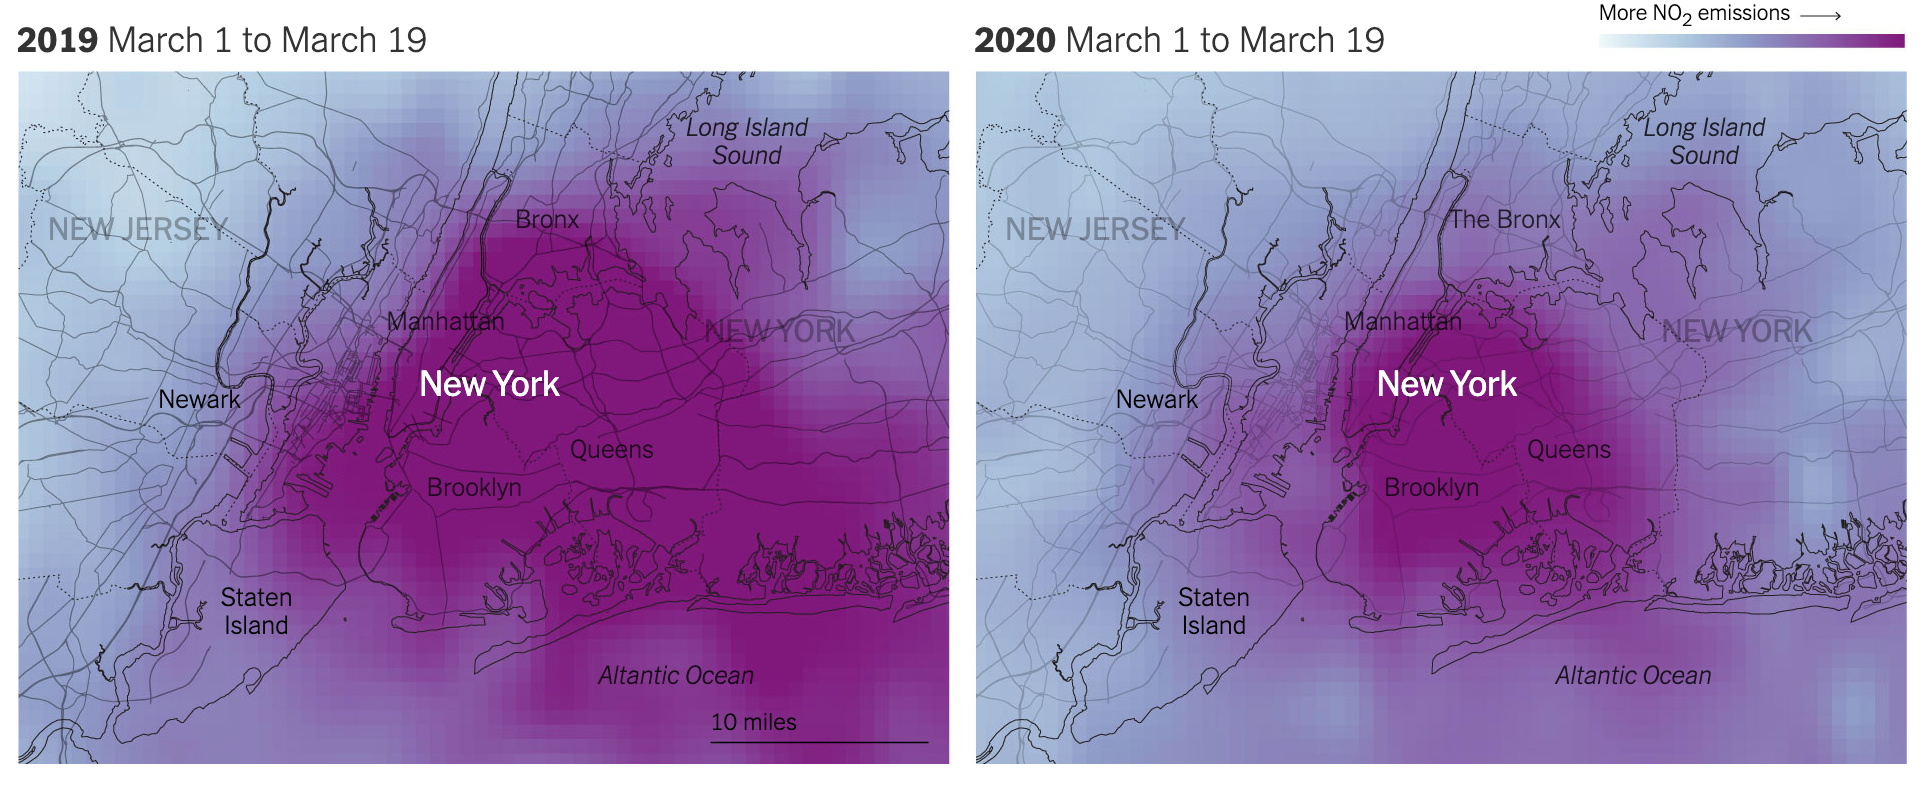 More NO2 emissions
2019 March 1 to March 19
2020 March 1 to March 19
Long Island
Sound
NEW JERSEY
Bronx
Manhattan
NEW YORK
New York
Newark
Queens
Brooklyn
Staten
Island
Altantic Ocean
10 miles
Long Island
Sound
NEW JERSEY
The Bronx
Manhattan
NEW YORK
New York
Newark
Queens
Brooklyn
Staten
Island
Altantic Ocean